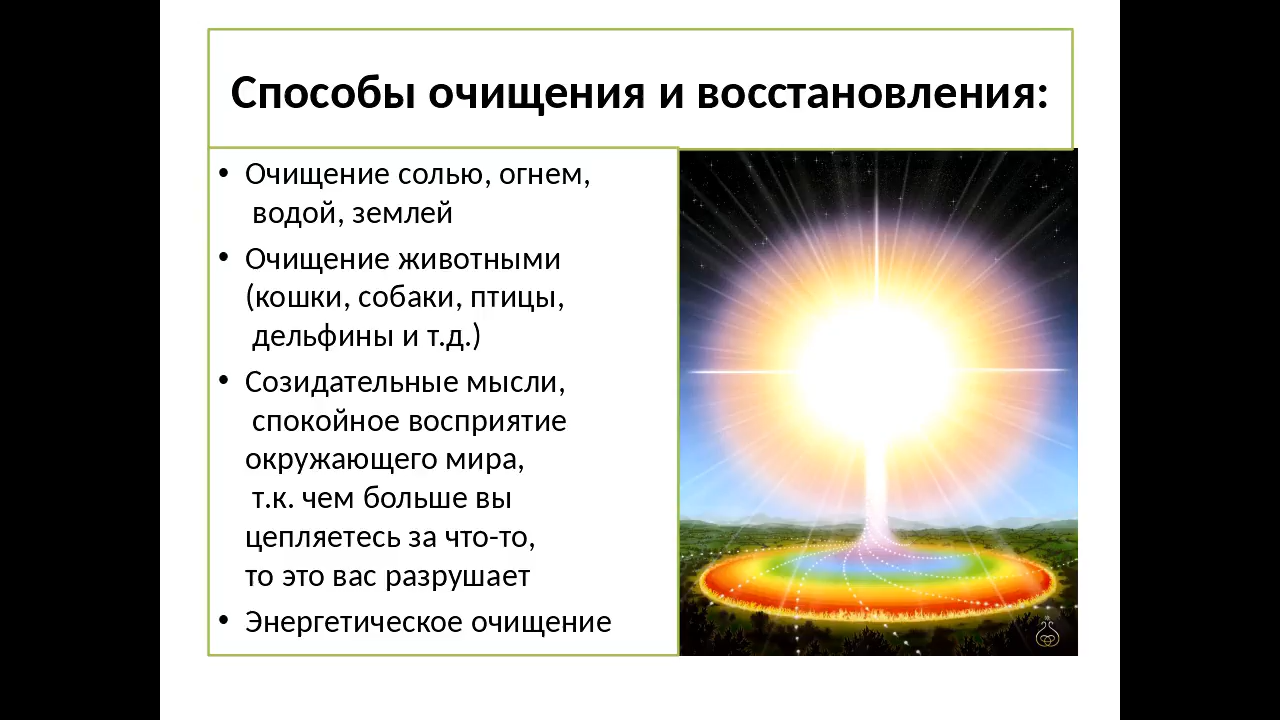 Способы очищения и восстановления:
• Очищение солью, огнем,
водой, землей
• Очищение животными
(кошки, собаки, птицы,
дельфины и т.д.)
• Созидательные мысли,
спокойное восприятие
окружающего мира,
т.к. чем больше вы
цепляетесь за что-то,
то это вас разрушает
• Энергетическое очищение